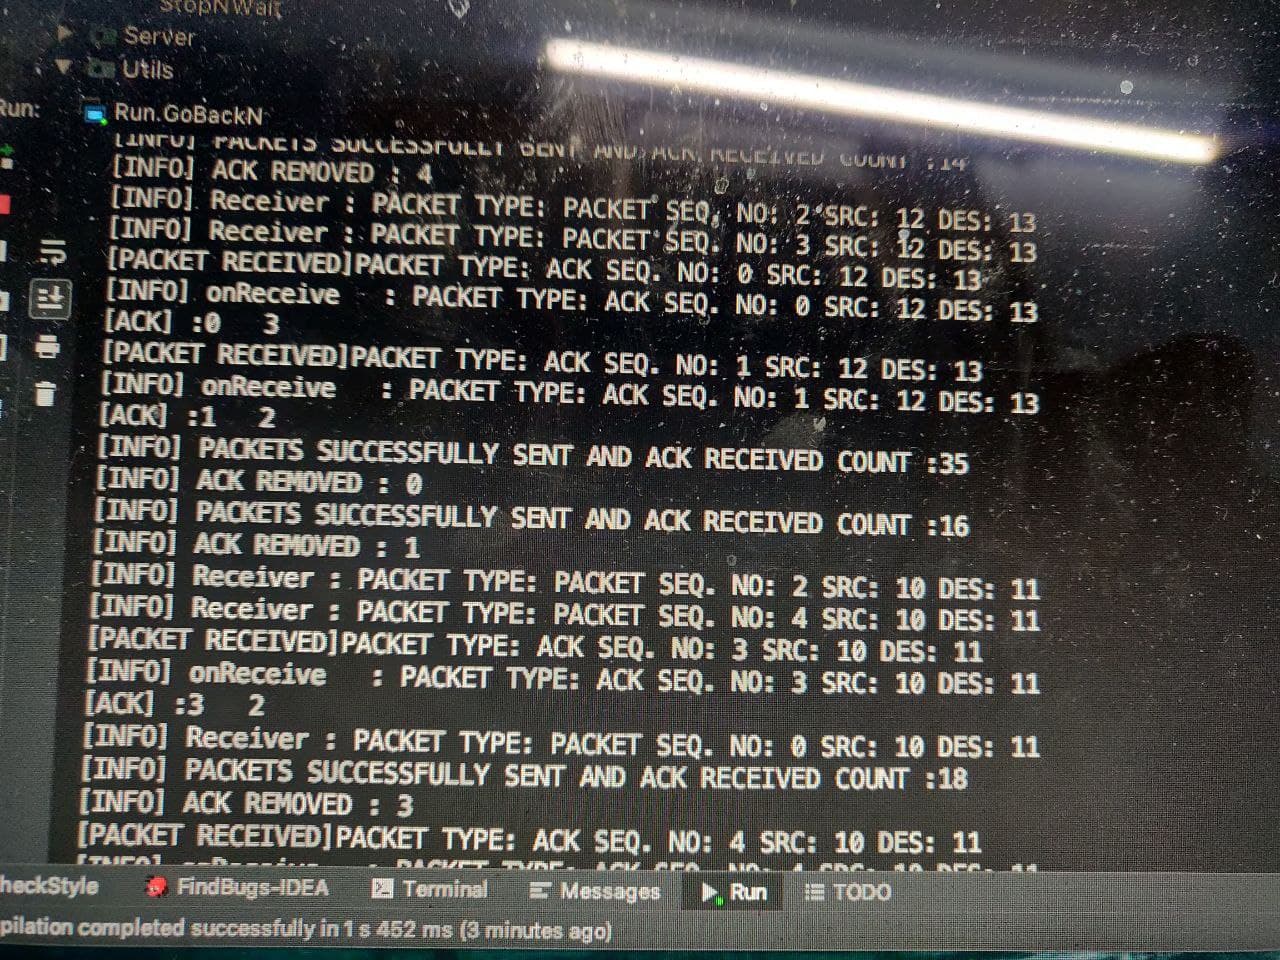 StopNWait
Server
Utils
Run:
Run.GoBackN
[INFO] PACKETS SUCCESSFULLY SENT AND ACK RECEIVED COUNT :14
[INFO] ACK REMOVED : 4
[INFO] Receiver : PACKET TYPE: PACKET SEQ. NO: 2 SRC: 12 DES: 13
[INFO] Receiver : PACKET TYPE: PACKET SEQ. NO: 3 SRC: 12 DES: 13
[PACKET RECEIVED]PACKET TYPE: ACK SEQ. NO: 0 SRC: 12 DES: 13
[INFO] onReceive : PACKET TYPE: ACK SEQ. NO: 0 SRC: 12 DES: 13
[ACK] :0 3
[PACKET RECEIVED]PACKET TYPE: ACK SEQ. NO: 1 SRC: 12 DES: 13
[INFO] onReceive : PACKET TYPE: ACK SEQ. NO: 1 SRC: 12 DES: 13
[ACK] :1 2
[INFO] PACKETS SUCCESSFULLY SENT AND ACK RECEIVED COUNT :35
[INFO] ACK REMOVED : 0
[INFO] PACKETS SUCCESSFULLY SENT AND ACK RECEIVED COUNT :16
[INFO] ACK REMOVED : 1
[INFO] Receiver : PACKET TYPE: PACKET SEQ. NO: 2 SRC: 10 DES: 11
[INFO] Receiver : PACKET TYPE: PACKET SEQ. NO: 4 SRC: 10 DES: 11
[PACKET RECEIVED]PACKET TYPE: ACK SEQ. NO: 3 SRC: 10 DES: 11
[INFO] onReceive : PACKET TYPE: ACK SEQ. NO: 3 SRC: 10 DES: 11
[ACK] :3 2
[INFO] Receiver : PACKET TYPE: PACKET SEQ. NO: 0 SRC: 10 DES: 11
[INFO] PACKETS SUCCESSFULLY SENT AND ACK RECEIVED COUNT :18
[INFO] ACK REMOVED : 3
[PACKET RECEIVED]PACKET TYPE: ACK SEQ. NO: 4 SRC: 10 DES: 11
[INFO] onReceive : PACKET TYPE: ACK SEQ. NO: 4 SRC: 10 DES: 11
heckStyle FindBugs-IDEA Terminal Messages Run TODO
pilation completed successfully in 1 s 452 ms (3 minutes ago)